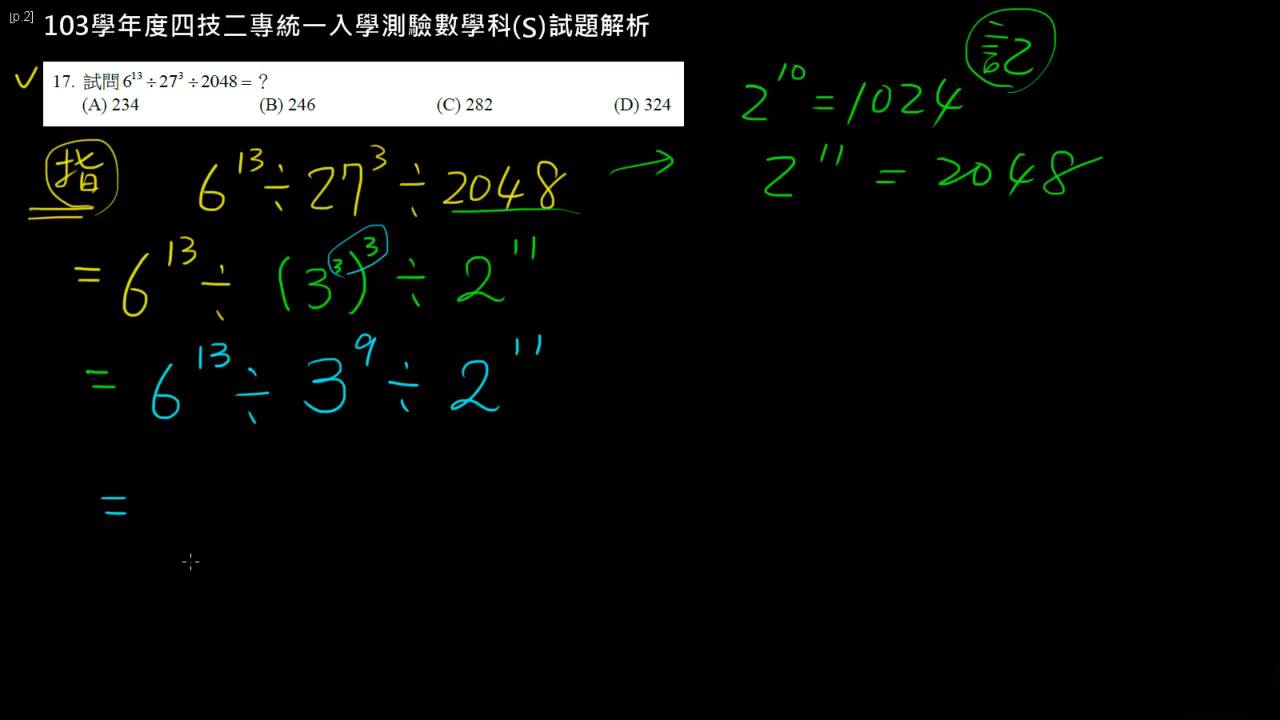 [p.2]
103學年度四技二專統一入學測驗數學科(S)試題解析
17. 試問 6¹³ ÷ 27³ ÷ 2048 = ？
(A) 234 (B) 246 (C) 282 (D) 324
記
2¹⁰ = 1024
2¹¹ = 2048
指 6¹³ ÷ 27³ ÷ 2048 →
= 6¹³ ÷ (3³)³ ÷ 2¹¹
= 6¹³ ÷ 3⁹ ÷ 2¹¹
=